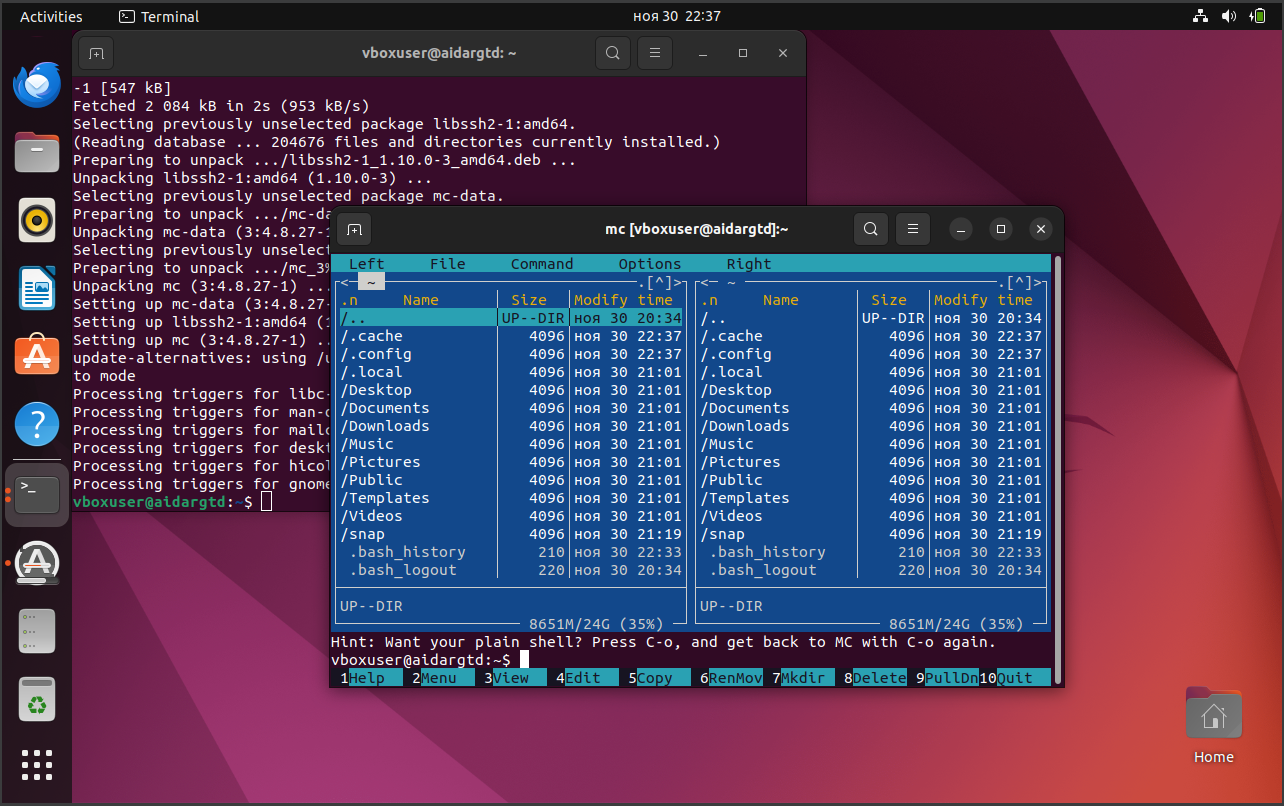 Activities Terminal ноя 30 22:37
vboxuser@aidargtd: ~
-1 [547 kB]
Fetched 2 084 kB in 2s (953 kB/s)
Selecting previously unselected package libssh2-1:amd64.
(Reading database ... 204676 files and directories currently installed.)
Preparing to unpack .../libssh2-1_1.10.0-3_amd64.deb ...
Unpacking libssh2-1:amd64 (1.10.0-3) ...
Selecting previously unselected package mc-data.
Preparing to unpack .../mc-da
Unpacking mc-data (3:4.8.27-1
Selecting previously unselect
Preparing to unpack .../mc_3%
Unpacking mc (3:4.8.27-1) ...
Setting up mc-data (3:4.8.27-
Setting up libssh2-1:amd64 (1
Setting up mc (3:4.8.27-1) ..
update-alternatives: using /u
to mode
Processing triggers for libc-
Processing triggers for man-d
Processing triggers for mailc
Processing triggers for deskt
Processing triggers for hicol
Processing triggers for gnome
vboxuser@aidargtd:~$
mc [vboxuser@aidargtd]:~
Left File Command Options Right
<─ ~ .[^]> <─ ~ .[^]>
.n Name Size Modify time .n Name Size Modify time
/.. UP--DIR ноя 30 20:34 /.. UP--DIR ноя 30 20:34
/.cache 4096 ноя 30 22:37 /.cache 4096 ноя 30 22:37
/.config 4096 ноя 30 22:37 /.config 4096 ноя 30 22:37
/.local 4096 ноя 30 21:01 /.local 4096 ноя 30 21:01
/Desktop 4096 ноя 30 21:01 /Desktop 4096 ноя 30 21:01
/Documents 4096 ноя 30 21:01 /Documents 4096 ноя 30 21:01
/Downloads 4096 ноя 30 21:01 /Downloads 4096 ноя 30 21:01
/Music 4096 ноя 30 21:01 /Music 4096 ноя 30 21:01
/Pictures 4096 ноя 30 21:01 /Pictures 4096 ноя 30 21:01
/Public 4096 ноя 30 21:01 /Public 4096 ноя 30 21:01
/Templates 4096 ноя 30 21:01 /Templates 4096 ноя 30 21:01
/Videos 4096 ноя 30 21:01 /Videos 4096 ноя 30 21:01
/snap 4096 ноя 30 21:19 /snap 4096 ноя 30 21:19
.bash_history 210 ноя 30 22:33 .bash_history 210 ноя 30 22:33
.bash_logout 220 ноя 30 20:34 .bash_logout 220 ноя 30 20:34
UP--DIR UP--DIR
8651M/24G (35%) 8651M/24G (35%)
Hint: Want your plain shell? Press C-o, and get back to MC with C-o again.
vboxuser@aidargtd:~$
1Help 2Menu 3View 4Edit 5Copy 6RenMov 7Mkdir 8Delete 9PullDn 10Quit
Home